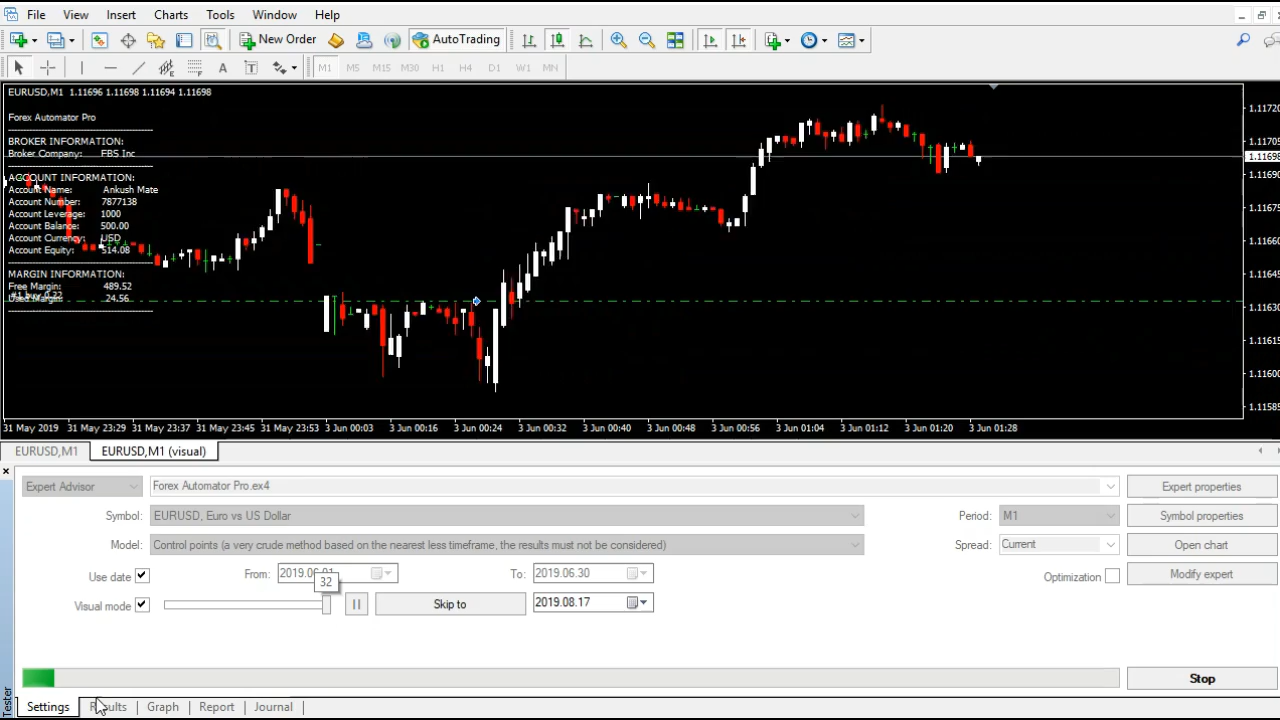 File View Insert Charts Tools Window Help
New Order AutoTrading
A T M1 M5 M15 M30 H1 H4 D1 W1 MN
EURUSD,M1 1.11696 1.11698 1.11694 1.11698
Forex Automator Pro
BROKER INFORMATION:
Broker Company: FBS Inc
ACCOUNT INFORMATION:
Account Name: Ankush Mate
Account Number: 7877138
Account Leverage: 1000
Account Balance: 500.00
Account Currency: USD
Account Equity: 514.08
MARGIN INFORMATION:
Free Margin: 489.52
Used Margin: 24.56
1.11720
1.11705
1.11698
1.11690
1.11675
1.11660
1.11645
1.11630
1.11615
1.11600
1.11585
31 May 2019 31 May 23:29 31 May 23:37 31 May 23:45 31 May 23:53 3 Jun 00:03 3 Jun 00:16 3 Jun 00:24 3 Jun 00:32 3 Jun 00:40 3 Jun 00:48 3 Jun 00:56 3 Jun 01:04 3 Jun 01:12 3 Jun 01:20 3 Jun 01:28
EURUSD,M1 EURUSD,M1 (visual)
Expert Advisor Forex Automator Pro.ex4 Expert properties
Symbol: EURUSD, Euro vs US Dollar Period: M1 Symbol properties
Model: Control points (a very crude method based on the nearest less timeframe, the results must not be considered) Spread: Current Open chart
Use date From: 2019.06.01 To: 2019.06.30 Optimization Modify expert
32
Visual mode Skip to 2019.08.17
Stop
Tester
Settings Results Graph Report Journal